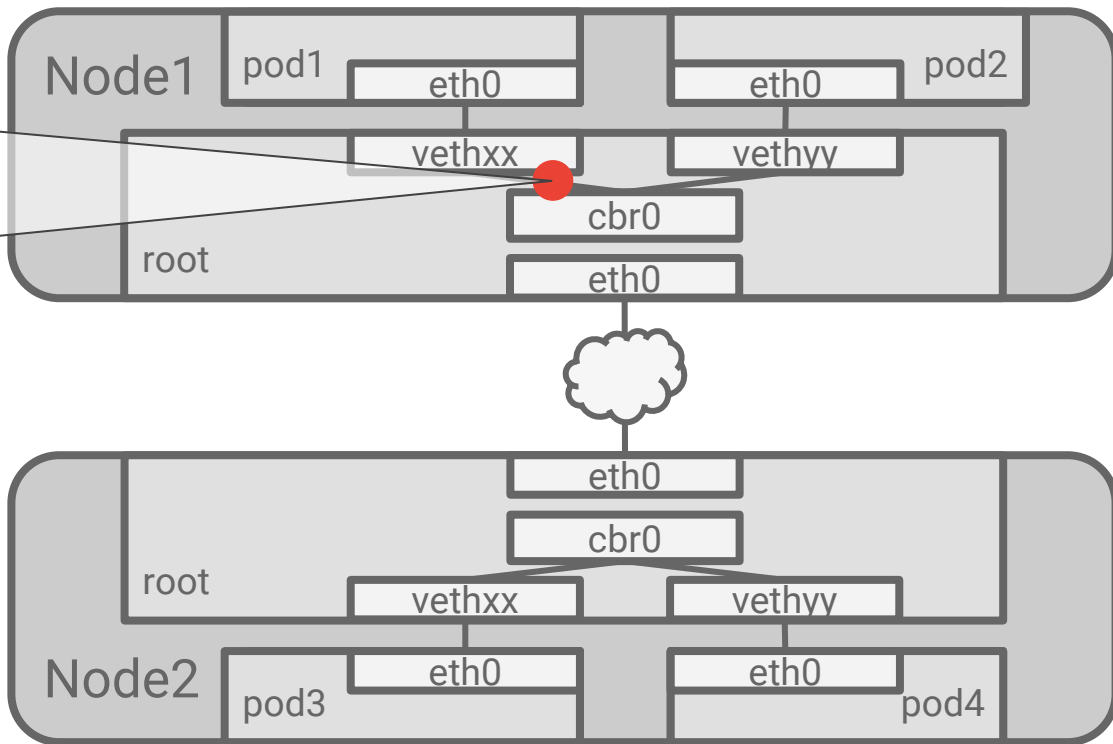 Node1
pod1
pod2
eth0
eth0
vethxx
vethyy
cbr0
root
eth0
eth0
cbr0
root
vethxx
vethyy
Node2
eth0
eth0
pod3
pod4